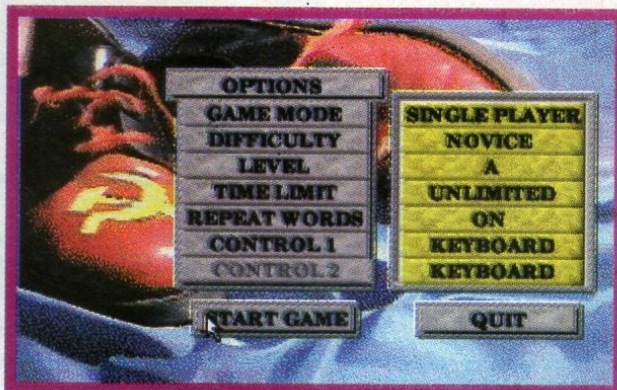 OPTIONS
GAME MODE SINGLE PLAYER
DIFFICULTY NOVICE
LEVEL A
TIME LIMIT UNLIMITED
REPEAT WORDS ON
CONTROL 1 KEYBOARD
CONTROL 2 KEYBOARD
START GAME QUIT